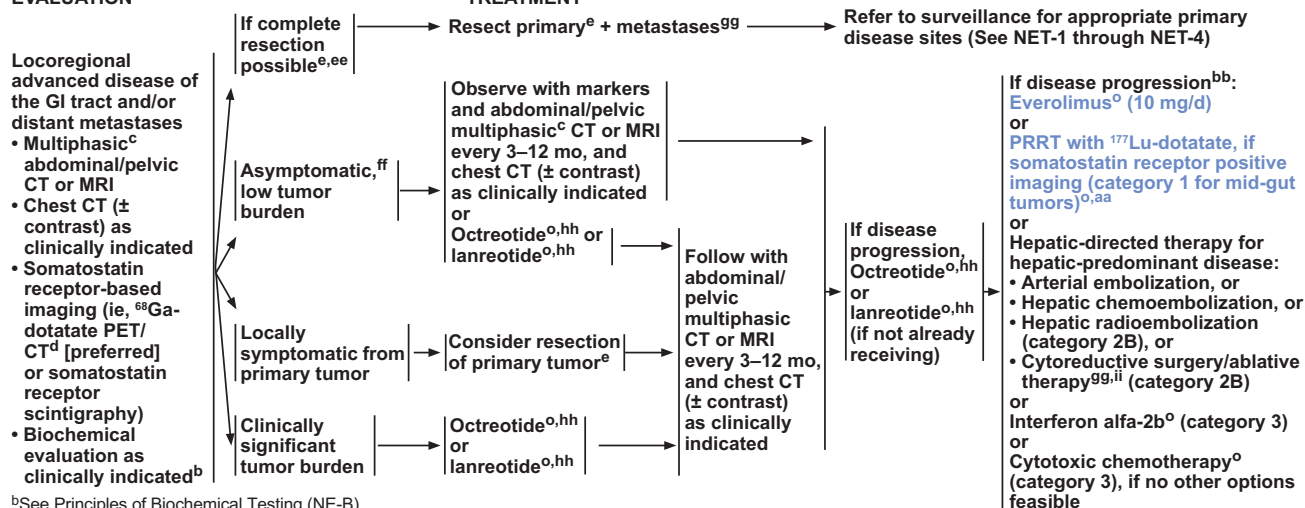 EVALUATION
TREATMENT
Locoregional
advanced disease of
the GI tract and/or
distant metastases
• Multiphasicᶜ
abdominal/pelvic
CT or MRI
• Chest CT (±
contrast) as
clinically indicated
• Somatostatin
receptor-based
imaging (ie, ⁶⁸Ga-
dotatate PET/
CTᵈ [preferred]
or somatostatin
receptor
scintigraphy)
• Biochemical
evaluation as
clinically indicatedᵇ
If complete
resection
possibleᵉ,ᵉᵉ
Resect primaryᵉ + metastasesᵍᵍ
Refer to surveillance for appropriate primary
disease sites (See NET-1 through NET-4)
Asymptomatic,ᶠᶠ
low tumor
burden
Observe with markers
and abdominal/pelvic
multiphasicᶜ CT or MRI
every 3–12 mo, and
chest CT (± contrast)
as clinically indicated
or
Octreotideᵒ,ʰʰ or
lanreotideᵒ,ʰʰ
Locally
symptomatic from
primary tumor
Consider resection
of primary tumorᵉ
Clinically
significant
tumor burden
Octreotideᵒ,ʰʰ
or
lanreotideᵒ,ʰʰ
Follow with
abdominal/
pelvic
multiphasic
CT or MRI
every 3–12 mo,
and chest CT
(± contrast)
as clinically
indicated
If disease
progression,
Octreotideᵒ,ʰʰ
or
lanreotideᵒ,ʰʰ
(if not already
receiving)
If disease progressionᵇᵇ:
Everolimusᵒ (10 mg/d)
or
PRRT with ¹⁷⁷Lu-dotatate, if
somatostatin receptor positive
imaging (category 1 for mid-gut
tumors)ᵒ,ᵃᵃ
or
Hepatic-directed therapy for
hepatic-predominant disease:
• Arterial embolization, or
• Hepatic chemoembolization, or
• Hepatic radioembolization
(category 2B), or
• Cytoreductive surgery/ablative
therapyᵍᵍ,ⁱⁱ (category 2B)
or
Interferon alfa-2bᵒ (category 3)
or
Cytotoxic chemotherapyᵒ
(category 3), if no other options
feasible
ᵇSee Principles of Biochemical Testing (NE-B)